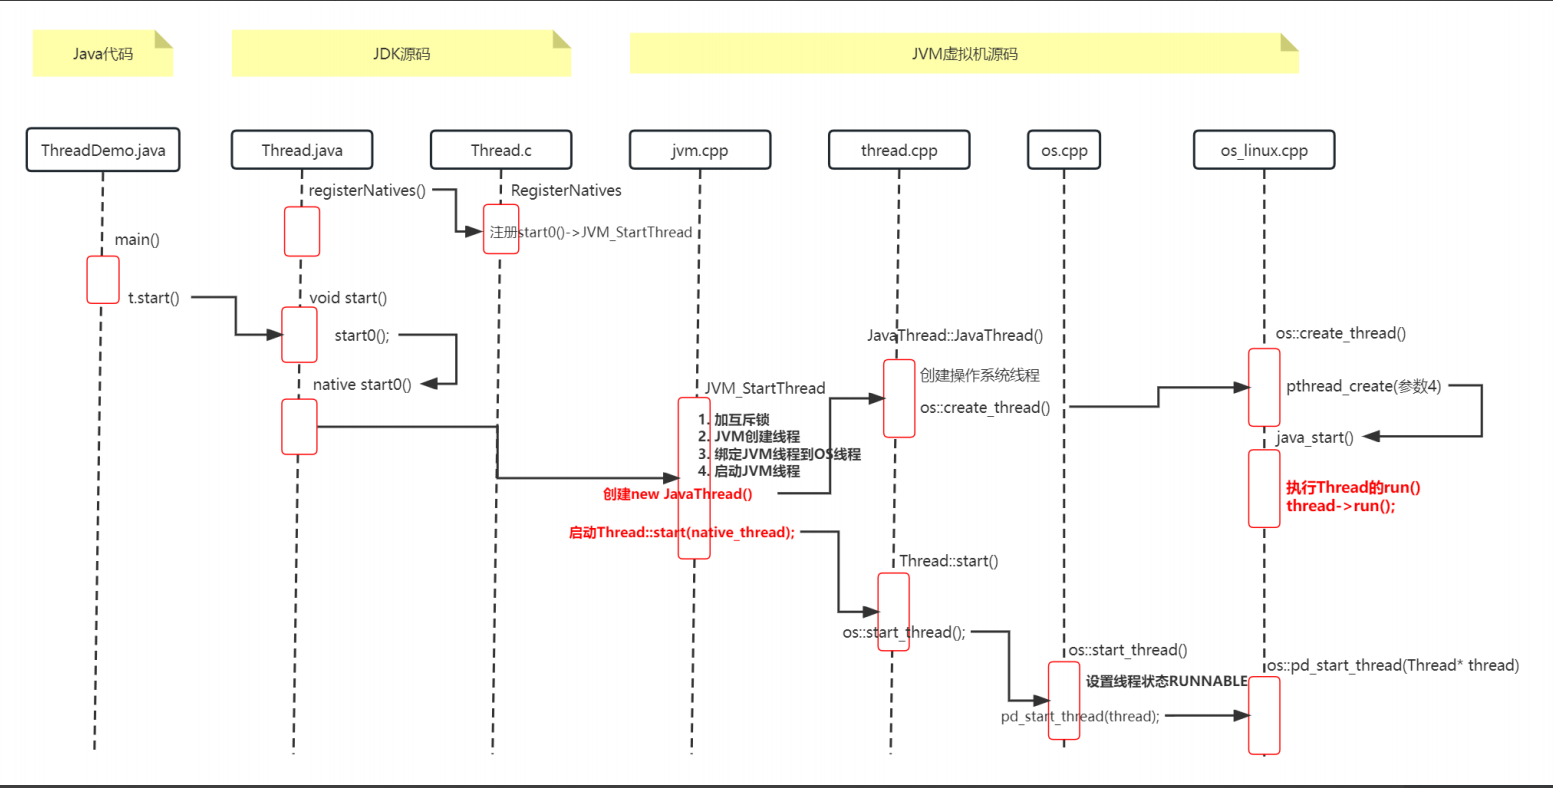 Java代码
JDK源码
JVM虚拟机源码
ThreadDemo.java
Thread.java
Thread.c
jvm.cpp
thread.cpp
os.cpp
os_linux.cpp
registerNatives()
RegisterNatives
注册start0()->JVM_StartThread
main()
t.start()
void start()
start0();
native start0()
JavaThread::JavaThread()
创建操作系统线程
os::create_thread()
os::create_thread()
pthread_create(参数4)
java_start()
JVM_StartThread
1. 加互斥锁
2. JVM创建线程
3. 绑定JVM线程到OS线程
4. 启动JVM线程
创建new JavaThread()
执行Thread的run()
thread->run();
启动Thread::start(native_thread);
Thread::start()
os::start_thread();
os::start_thread()
设置线程状态RUNNABLE
pd_start_thread(thread);
os::pd_start_thread(Thread* thread)